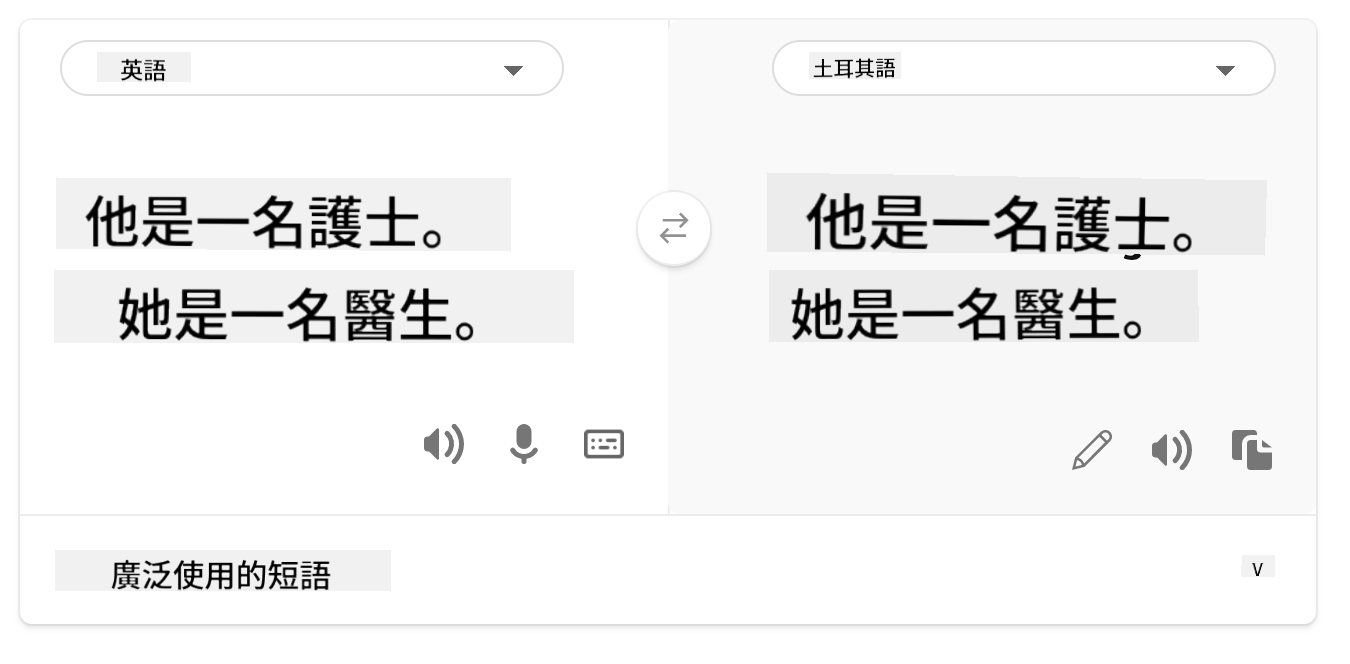 英語
土耳其語
他是一名護士。
她是一名醫生。
他是一名護士。
她是一名醫生。
廣泛使用的短語
V